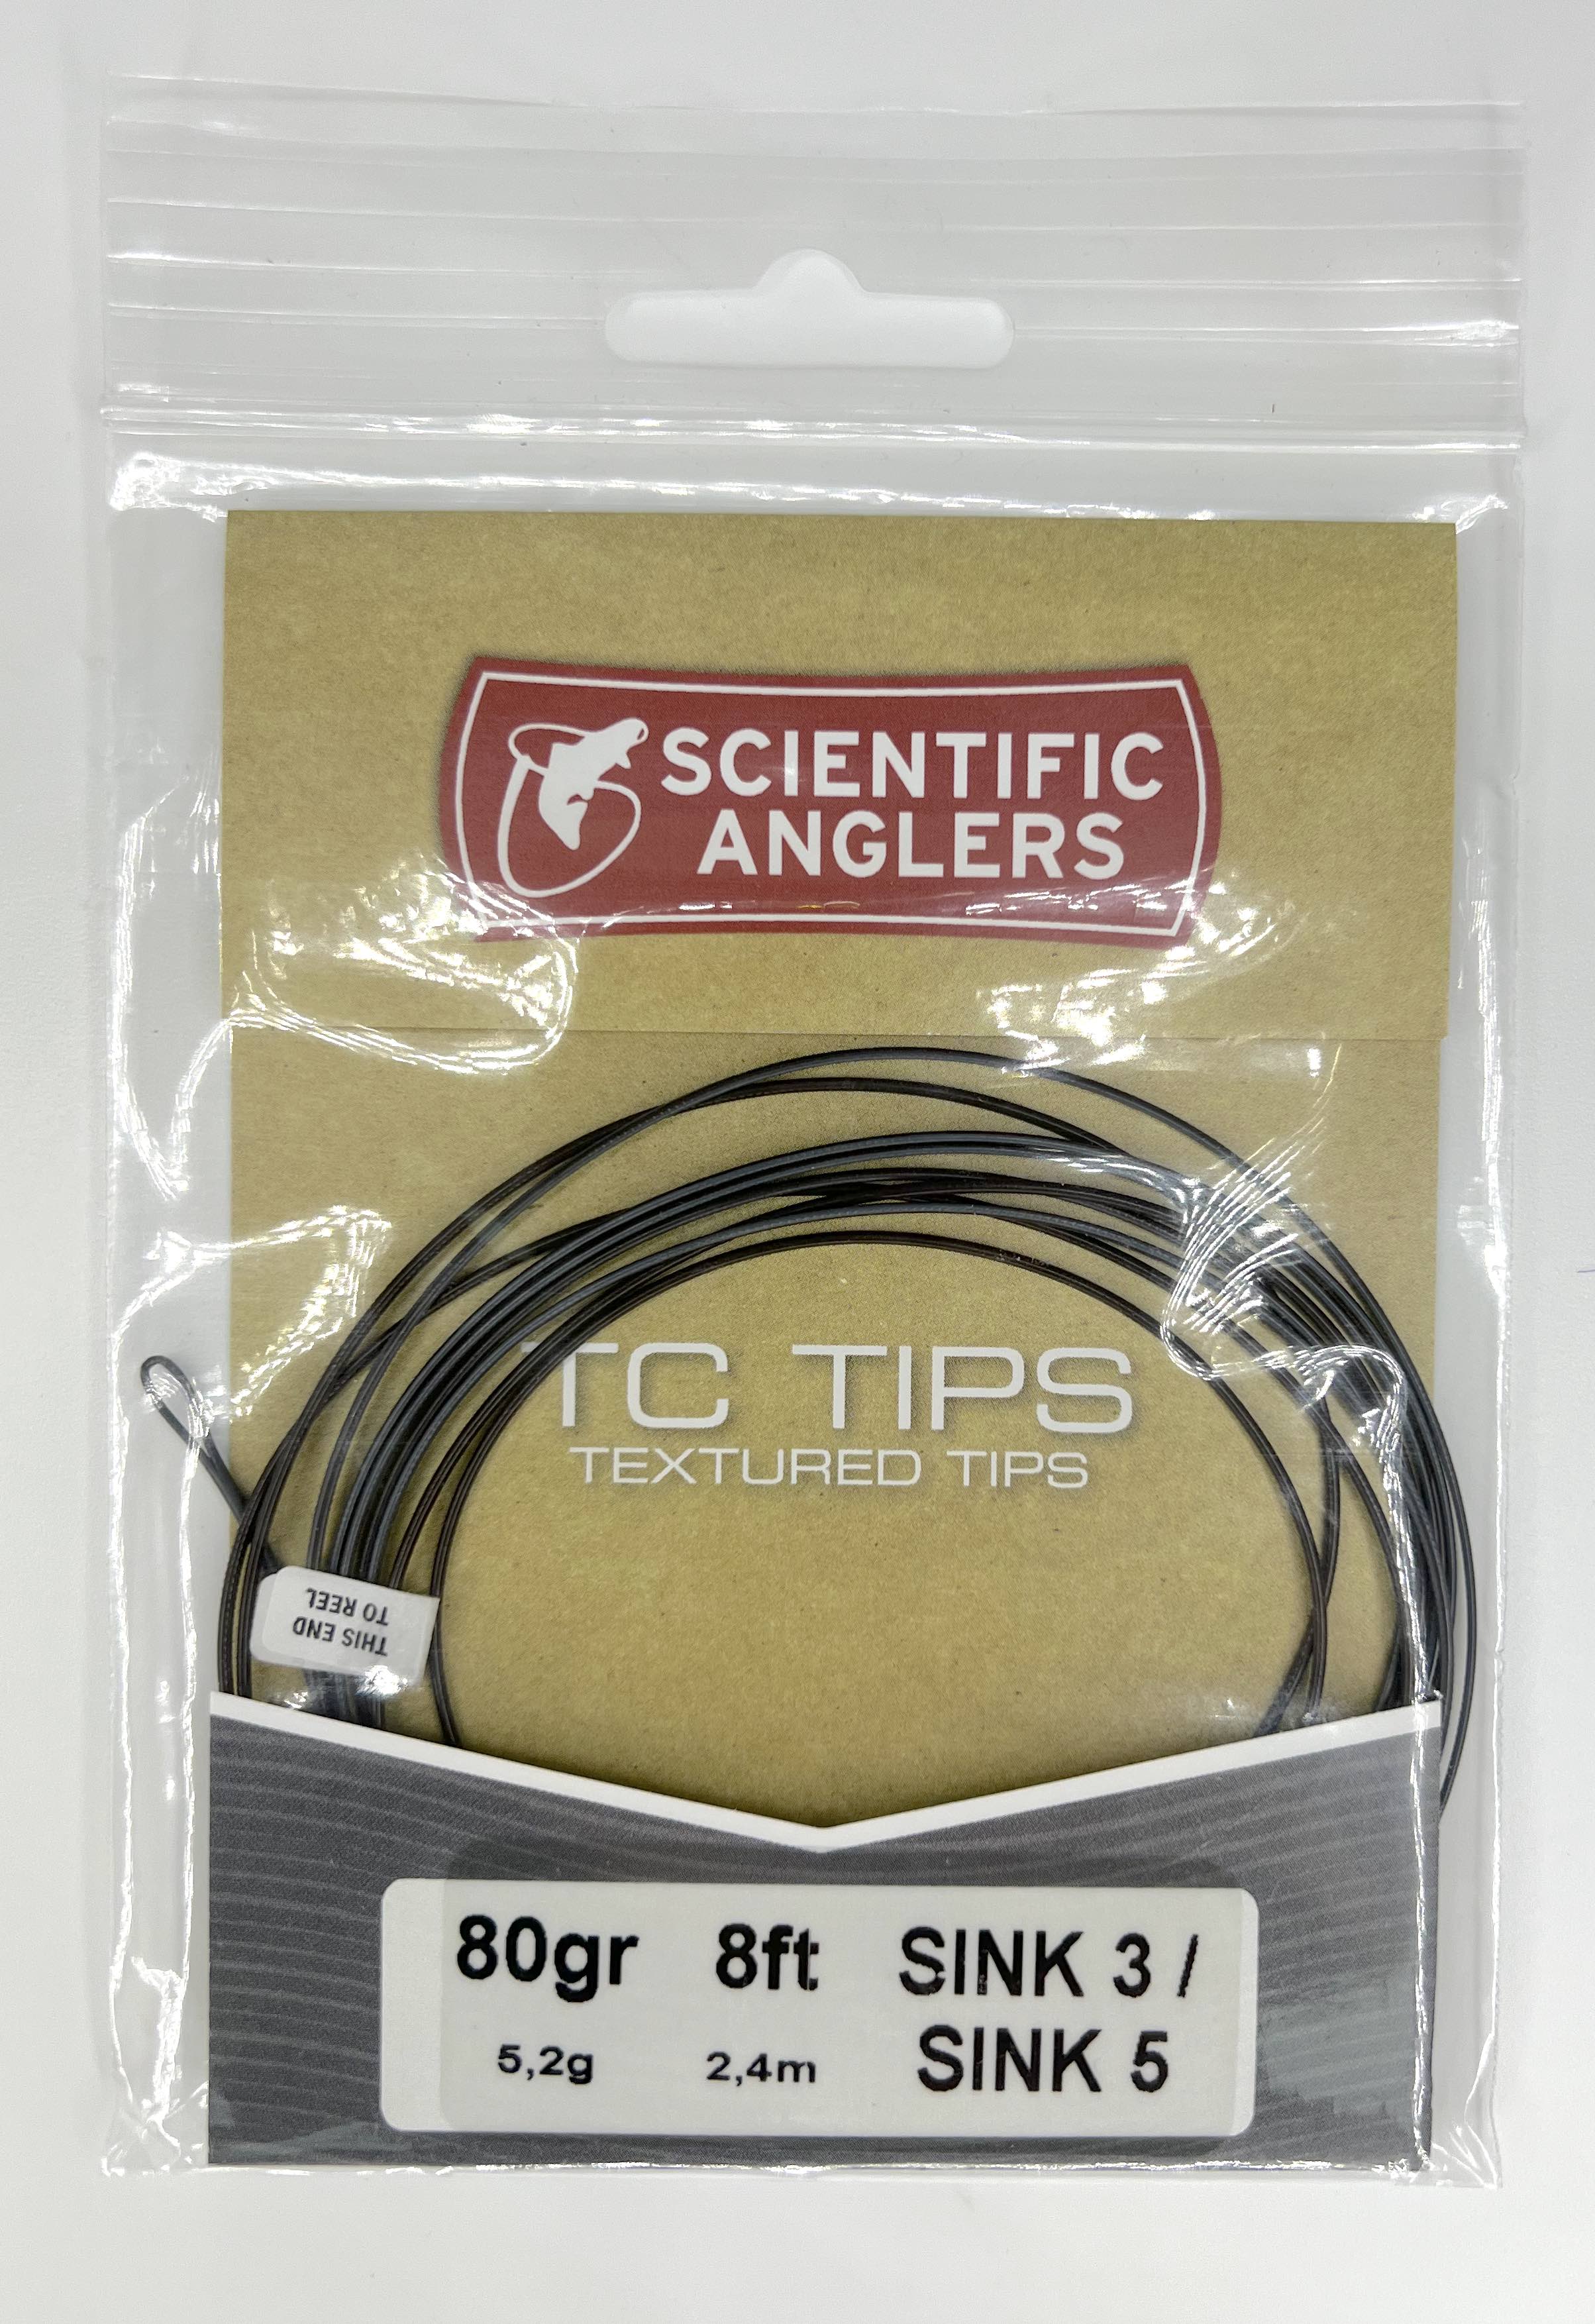 SCIENTIFIC
ANGLERS
TC TIPS
TEXTURED TIPS
THIS END
TO REEL
80gr 8ft SINK 3 /
5,2g 2,4m SINK 5